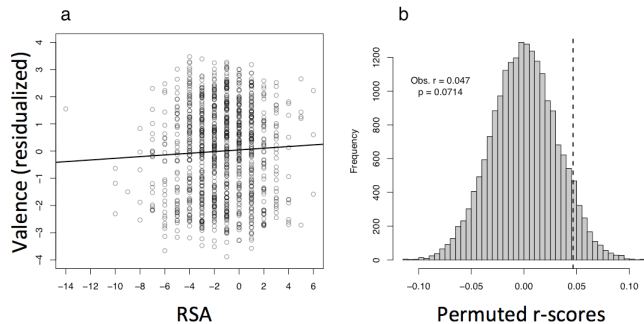 a
Valence (residualized)
4
3
2
1
0
−1
−2
−3
−4
−14 −12 −10 −8 −6 −4 −2 0 2 4 6
RSA
b
Obs. r = 0.047
p = 0.0714
Frequency
1200
1000
800
600
400
200
0
−0.10 −0.05 0.00 0.05 0.10
Permuted r-scores